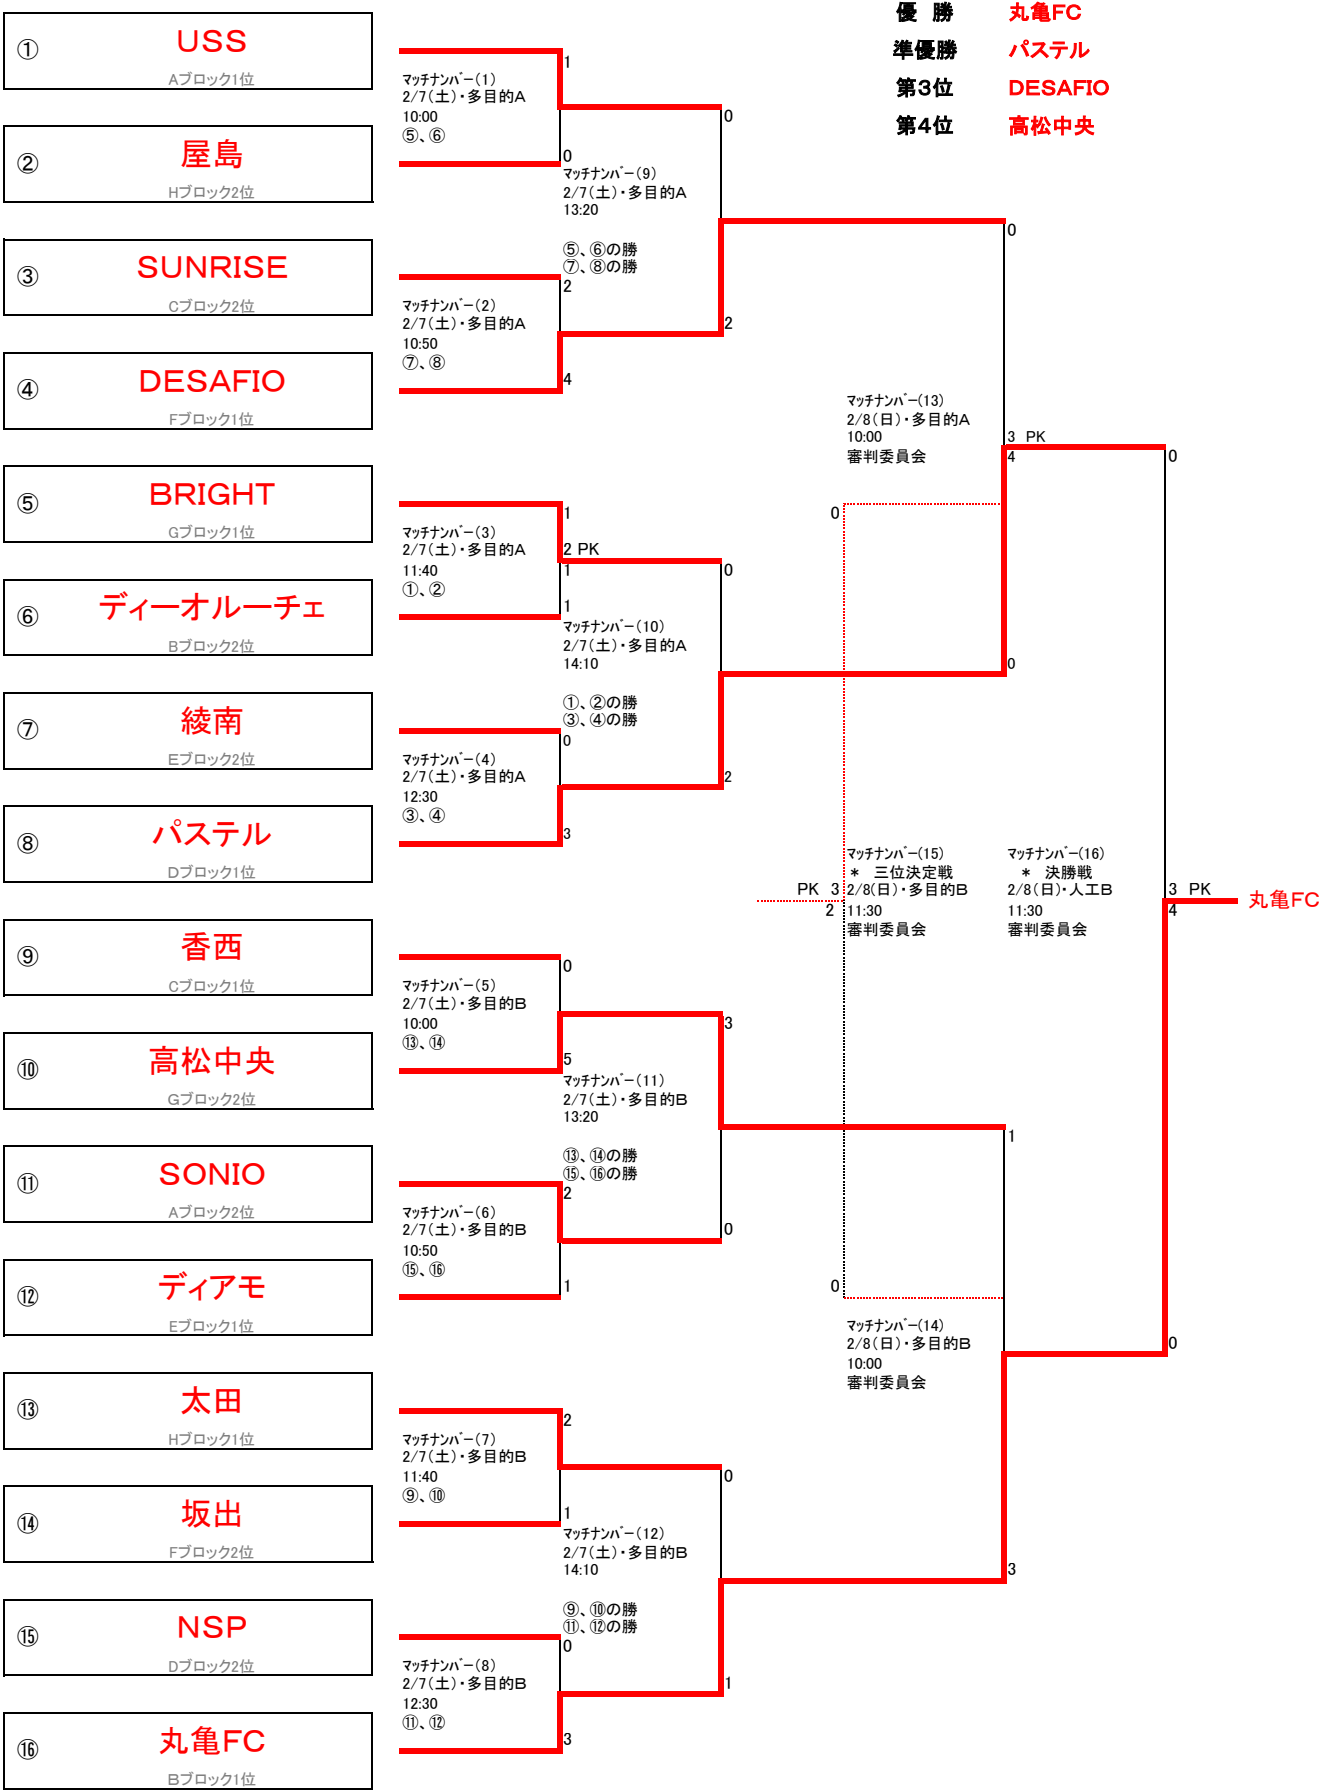 優 勝 丸亀FC
準優勝 パステル
第3位 DESAFIO
第4位 高松中央
① USS
Aブロック1位
② 屋島
Hブロック2位
③ SUNRISE
Cブロック2位
④ DESAFIO
Fブロック1位
⑤ BRIGHT
Gブロック1位
⑥ ディーオルーチェ
Bブロック2位
⑦ 綾南
Eブロック2位
⑧ パステル
Dブロック1位
⑨ 香西
Cブロック1位
⑩ 高松中央
Gブロック2位
⑪ SONIO
Aブロック2位
⑫ ディアモ
Eブロック1位
⑬ 太田
Hブロック1位
⑭ 坂出
Fブロック2位
⑮ NSP
Dブロック2位
⑯ 丸亀FC
Bブロック1位
1
マッチナンバー(1)
2/7(土)・多目的A
10:00
⑤、⑥
0
2
マッチナンバー(2)
2/7(土)・多目的A
10:50
⑦、⑧
4
1
マッチナンバー(3)
2/7(土)・多目的A
11:40
①、②
2 PK
1
1
0
マッチナンバー(4)
2/7(土)・多目的A
12:30
③、④
3
0
マッチナンバー(5)
2/7(土)・多目的B
10:00
⑬、⑭
5
2
マッチナンバー(6)
2/7(土)・多目的B
10:50
⑮、⑯
1
2
マッチナンバー(7)
2/7(土)・多目的B
11:40
⑨、⑩
1
0
マッチナンバー(8)
2/7(土)・多目的B
12:30
⑪、⑫
3
0
マッチナンバー(9)
2/7(土)・多目的A
13:20
⑤、⑥の勝
⑦、⑧の勝
2
0
マッチナンバー(10)
2/7(土)・多目的A
14:10
①、②の勝
③、④の勝
2
3
マッチナンバー(11)
2/7(土)・多目的B
13:20
⑬、⑭の勝
⑮、⑯の勝
0
0
マッチナンバー(12)
2/7(土)・多目的B
14:10
⑨、⑩の勝
⑪、⑫の勝
1
0
マッチナンバー(13)
2/8(日)・多目的A
10:00
審判委員会
3 PK
4
0
0
マッチナンバー(15)
* 三位決定戦
2/8(日)・多目的B
11:30
審判委員会
PK 3
2
0
1
マッチナンバー(14)
2/8(日)・多目的B
10:00
審判委員会
3
0
マッチナンバー(16)
* 決勝戦
2/8(日)・人工B
11:30
審判委員会
3 PK
4
0
丸亀FC